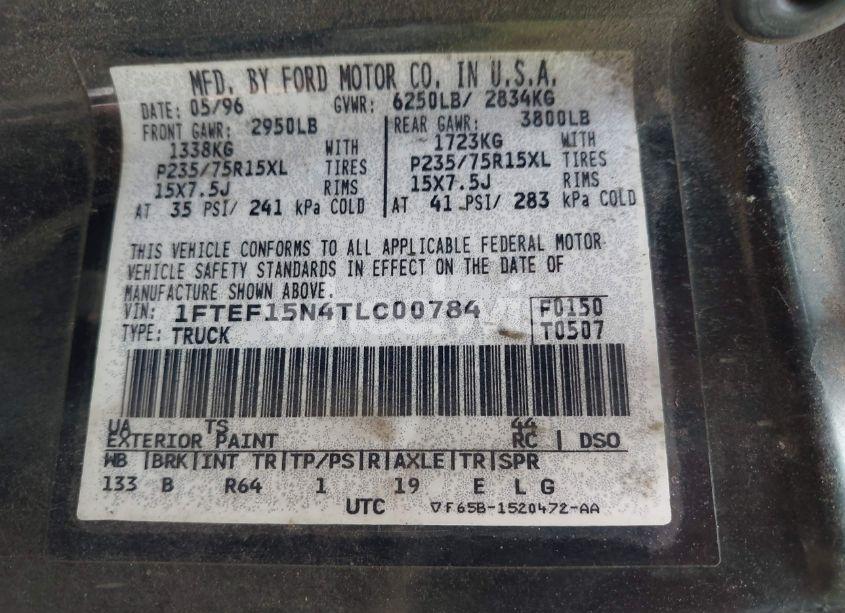 MFD. BY FORD MOTOR CO. IN U.S.A.
DATE: 05/96 GVWR: 6250LB/ 2834KG
FRONT GAWR: 2950LB REAR GAWR: 3800LB
1338KG WITH 1723KG WITH
P235/75R15XL TIRES P235/75R15XL TIRES
15X7.5J RIMS 15X7.5J RIMS
AT 35 PSI/ 241 kPa COLD AT 41 PSI/ 283 kPa COLD
THIS VEHICLE CONFORMS TO ALL APPLICABLE FEDERAL MOTOR
VEHICLE SAFETY STANDARDS IN EFFECT ON THE DATE OF
MANUFACTURE SHOWN ABOVE.
VIN: 1FTEF15N4TLC00784 F0150
TYPE: TRUCK T0507
UA TS 44
EXTERIOR PAINT RC | DSO
WB |BRK|INT TR|TP/PS|R|AXLE|TR|SPR
133 B R64 1 19 E L G
UTC ▽F65B-1520472-AA